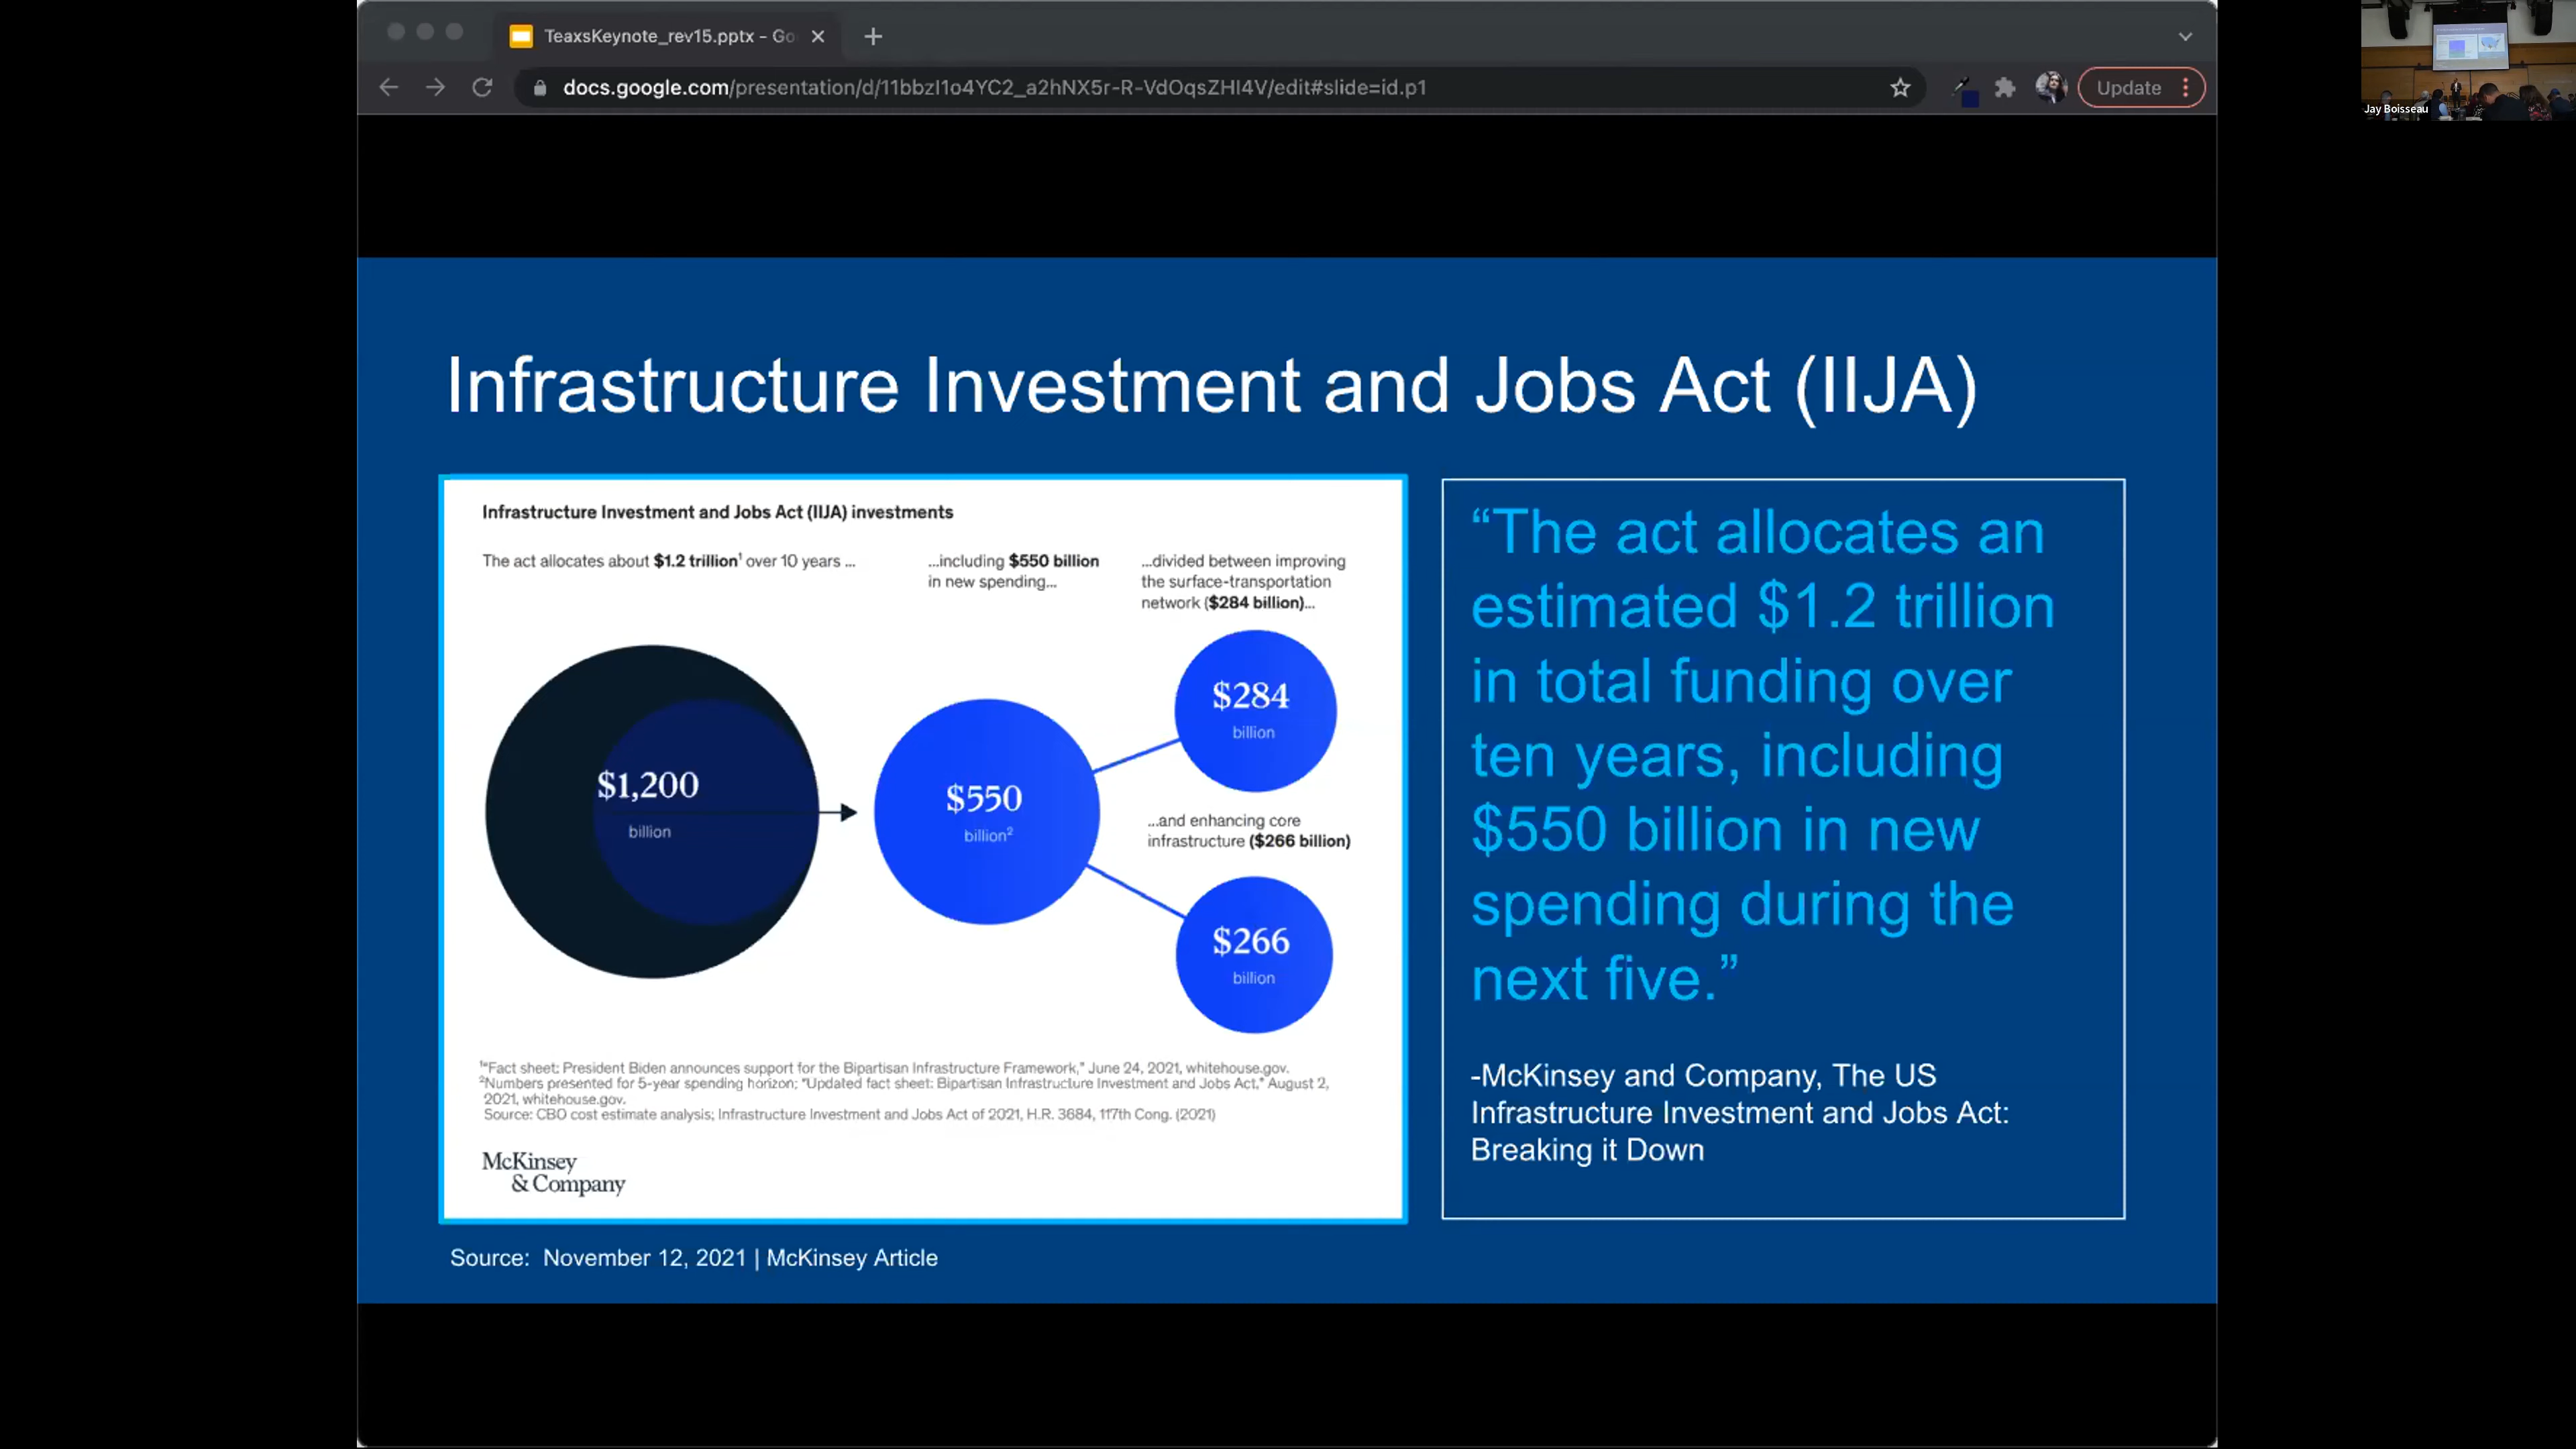 TeaxsKeynote_rev15.pptx - Go
docs.google.com/presentation/d/11bbzI1o4YC2_a2hNX5r-R-VdOqsZHI4V/edit#slide=id.p1
Update
Jay Boisseau
Infrastructure Investment and Jobs Act (IIJA)
Infrastructure Investment and Jobs Act (IIJA) investments
The act allocates about $1.2 trillion¹ over 10 years ...
...including $550 billion
in new spending...
...divided between improving
the surface-transportation
network ($284 billion)...
$1,200
billion
$550
billion²
$284
billion
...and enhancing core
infrastructure ($266 billion)
$266
billion
¹"Fact sheet: President Biden announces support for the Bipartisan Infrastructure Framework," June 24, 2021, whitehouse.gov.
²Numbers presented for 5-year spending horizon; "Updated fact sheet: Bipartisan Infrastructure Investment and Jobs Act," August 2,
2021, whitehouse.gov.
Source: CBO cost estimate analysis; Infrastructure Investment and Jobs Act of 2021, H.R. 3684, 117th Cong. (2021)
McKinsey
& Company
“The act allocates an
estimated $1.2 trillion
in total funding over
ten years, including
$550 billion in new
spending during the
next five.”
-McKinsey and Company, The US
Infrastructure Investment and Jobs Act:
Breaking it Down
Source: November 12, 2021 | McKinsey Article